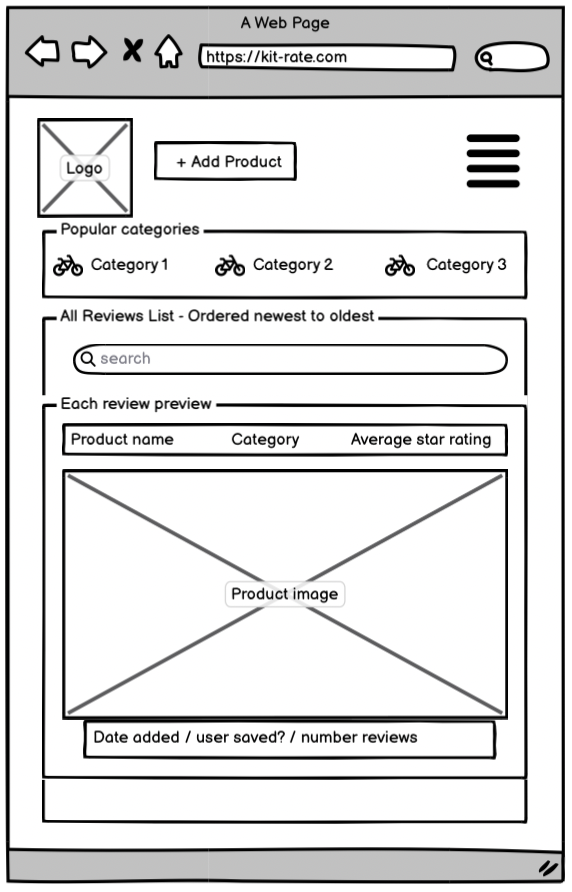 A Web Page
https://kit-rate.com
Logo
+ Add Product
Popular categories
Category 1 Category 2 Category 3
All Reviews List - Ordered newest to oldest
search
Each review preview
Product name Category Average star rating
Product image
Date added / user saved? / number reviews